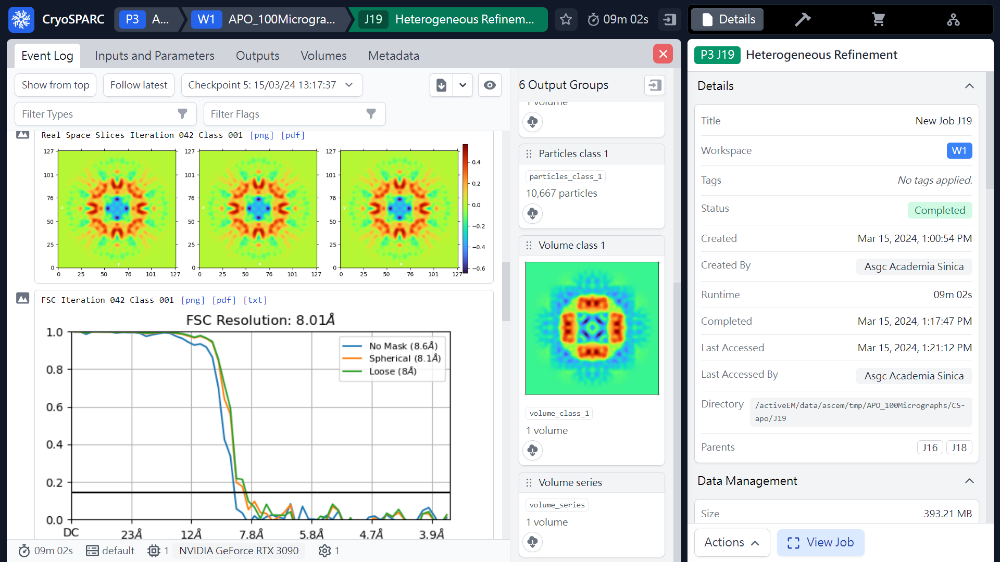 CryoSPARC
P3 A...
W1 APO_100Microgra...
J19 Heterogeneous Refinem...
09m 02s
Details
Event Log
Inputs and Parameters
Outputs
Volumes
Metadata
Show from top
Follow latest
Checkpoint 5: 15/03/24 13:17:37
Filter Types
Filter Flags
Real Space Slices Iteration 042 Class 001 [png] [pdf]
127
101
76
50
25
0
0 25 50 76 101 127
z
y
127
101
76
50
25
0
0 25 50 76 101 127
z
x
127
101
76
50
25
0
0 25 50 76 101 127
y
x
0.4
0.2
0.0
−0.2
−0.4
−0.6
FSC Iteration 042 Class 001 [png] [pdf] [txt]
FSC Resolution: 8.01Å
1.0
0.8
0.6
0.4
0.2
0.0
No Mask (8.6Å)
Spherical (8.1Å)
Loose (8Å)
DC 23Å 12Å 7.8Å 5.8Å 4.7Å 3.9Å
09m 02s
default
1
NVIDIA GeForce RTX 3090
1
6 Output Groups
1 volume
Particles class 1
particles_class_1
10,667 particles
Volume class 1
volume_class_1
1 volume
Volume series
volume_series
1 volume
P3 J19 Heterogeneous Refinement
Details
Title New Job J19
Workspace W1
Tags No tags applied.
Status Completed
Created Mar 15, 2024, 1:00:54 PM
Created By Asgc Academia Sinica
Runtime 09m 02s
Completed Mar 15, 2024, 1:17:47 PM
Last Accessed Mar 15, 2024, 1:21:12 PM
Last Accessed By Asgc Academia Sinica
Directory /activeEM/data/ascem/tmp/APO_100Micrographs/CS-
apo/J19
Parents J16 J18
Data Management
Size 393.21 MB
Actions
View Job